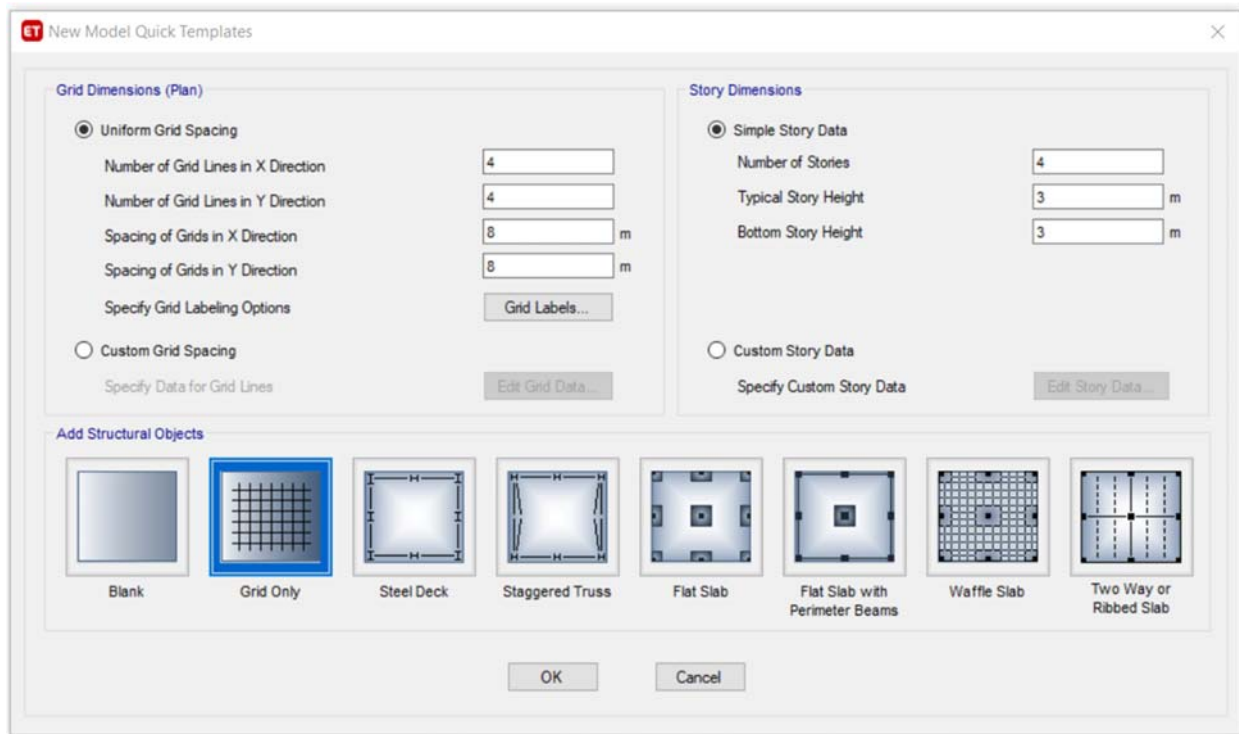 ET New Model Quick Templates
Grid Dimensions (Plan)
Uniform Grid Spacing
Number of Grid Lines in X Direction 4
Number of Grid Lines in Y Direction 4
Spacing of Grids in X Direction 8 m
Spacing of Grids in Y Direction 8 m
Specify Grid Labeling Options Grid Labels...
Custom Grid Spacing
Specify Data for Grid Lines Edit Grid Data...
Story Dimensions
Simple Story Data
Number of Stories 4
Typical Story Height 3 m
Bottom Story Height 3 m
Custom Story Data
Specify Custom Story Data Edit Story Data...
Add Structural Objects
Blank
Grid Only
Steel Deck
Staggered Truss
Flat Slab
Flat Slab with
Perimeter Beams
Waffle Slab
Two Way or
Ribbed Slab
OK Cancel